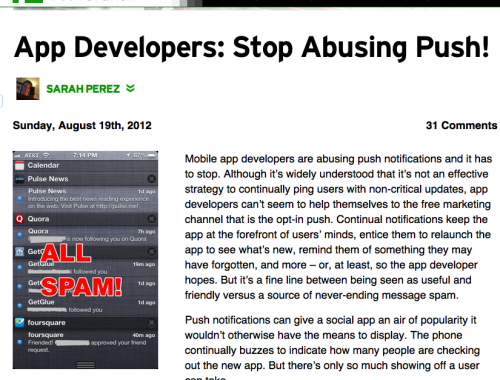 App Developers: Stop Abusing Push!
SARAH PEREZ
Sunday, August 19th, 2012
31 Comments
AT&T
7:14 PM
47%
Calendar
Pulse News
Pulse News
1d ago
Introducing the best news reading experience
on the web. Visit Pulse at http://pulse.me!
Quora
Quora
7h ago
is now following you on Quora
GetGlue
GetGlue
19m ago
followed you
GetGlue
1d ago
GetGlue
1d ago
followed you
ALL
SPAM!
foursquare
foursquare
40m ago
Friended! approved your friend
request.
Mobile app developers are abusing push notifications and it has
to stop. Although it's widely understood that it's not an effective
strategy to continually ping users with non-critical updates, app
developers can't seem to help themselves to the free marketing
channel that is the opt-in push. Continual notifications keep the
app at the forefront of users' minds, entice them to relaunch the
app to see what's new, remind them of something they may
have forgotten, and more – or, at least, so the app developer
hopes. But it's a fine line between being seen as useful and
friendly versus a source of never-ending message spam.
Push notifications can give a social app an air of popularity it
wouldn't otherwise have the means to display. The phone
continually buzzes to indicate how many people are checking
out the new app. But there's only so much showing off a user
can take